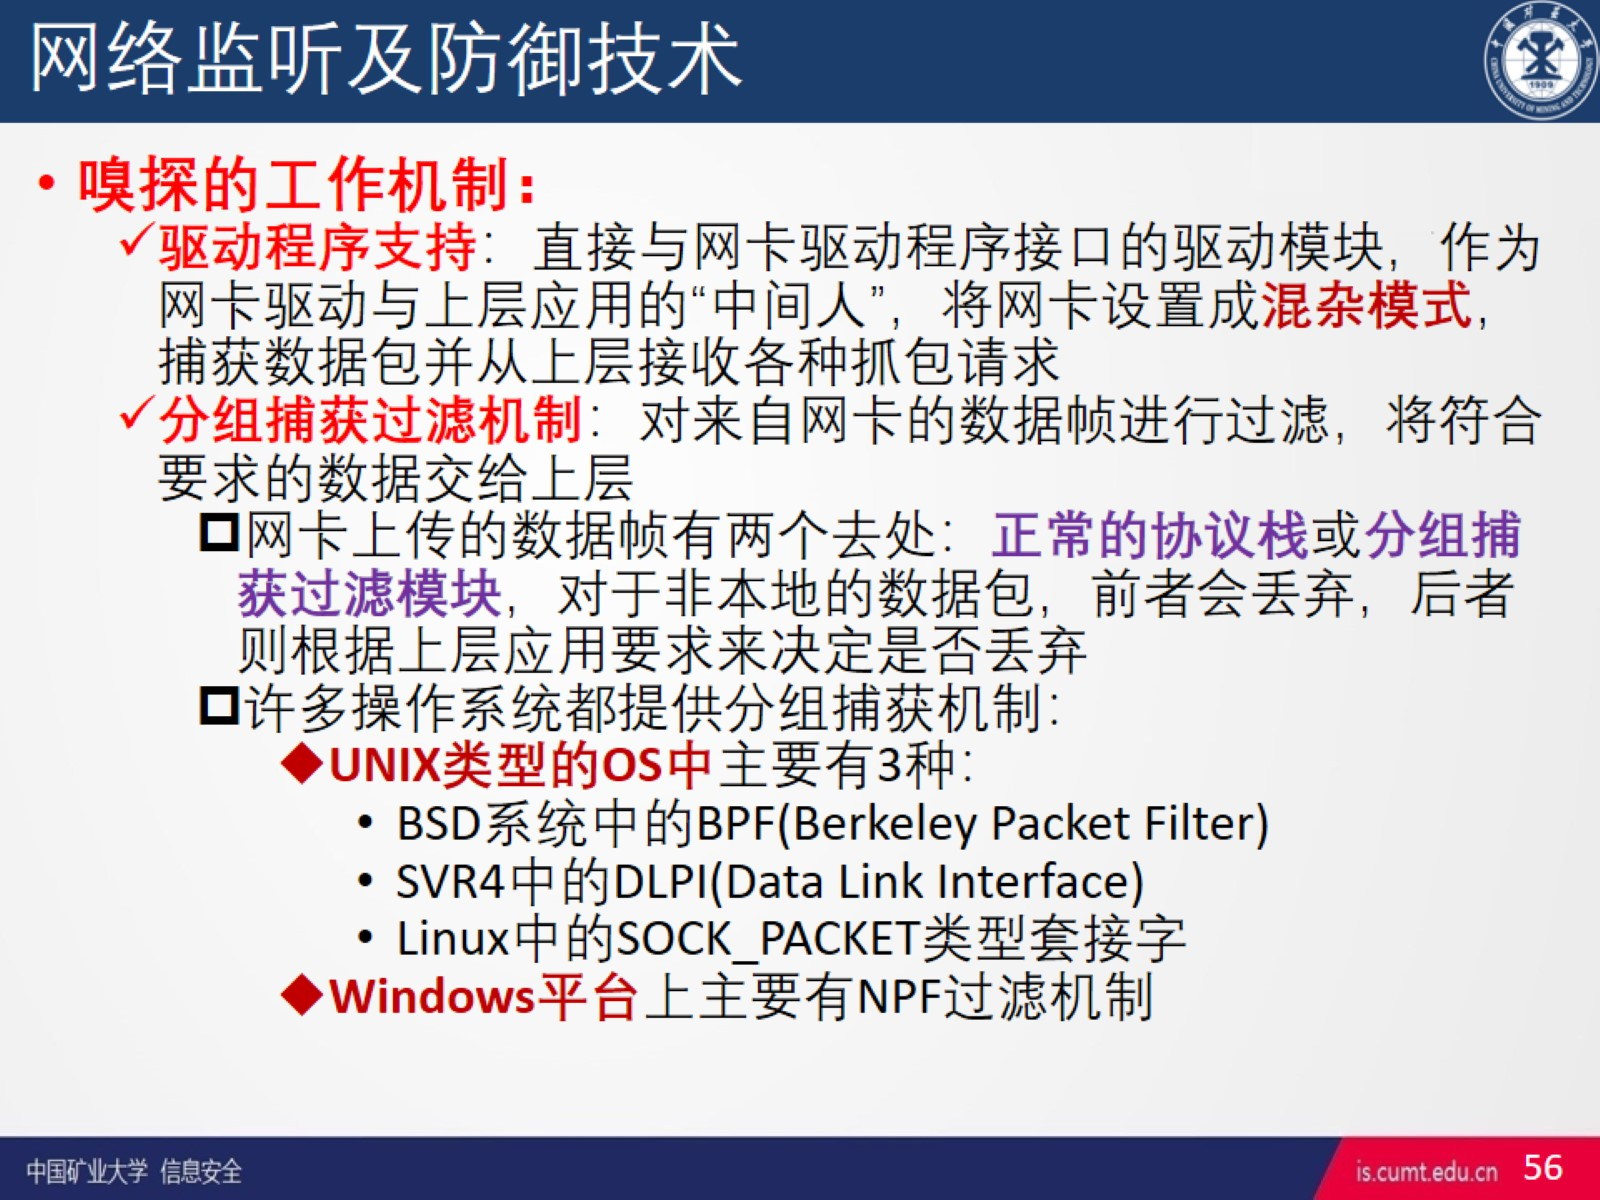 网络监听及防御技术
1909
• 嗅探的工作机制：
✓驱动程序支持：直接与网卡驱动程序接口的驱动模块，作为
网卡驱动与上层应用的“中间人”，将网卡设置成混杂模式，
捕获数据包并从上层接收各种抓包请求
✓分组捕获过滤机制：对来自网卡的数据帧进行过滤，将符合
要求的数据交给上层
网卡上传的数据帧有两个去处：正常的协议栈或分组捕
获过滤模块，对于非本地的数据包，前者会丢弃，后者
则根据上层应用要求来决定是否丢弃
许多操作系统都提供分组捕获机制：
◆UNIX类型的OS中主要有3种：
• BSD系统中的BPF(Berkeley Packet Filter)
• SVR4中的DLPI(Data Link Interface)
• Linux中的SOCK_PACKET类型套接字
◆Windows平台上主要有NPF过滤机制
中国矿业大学 信息安全
is.cumt.edu.cn 56